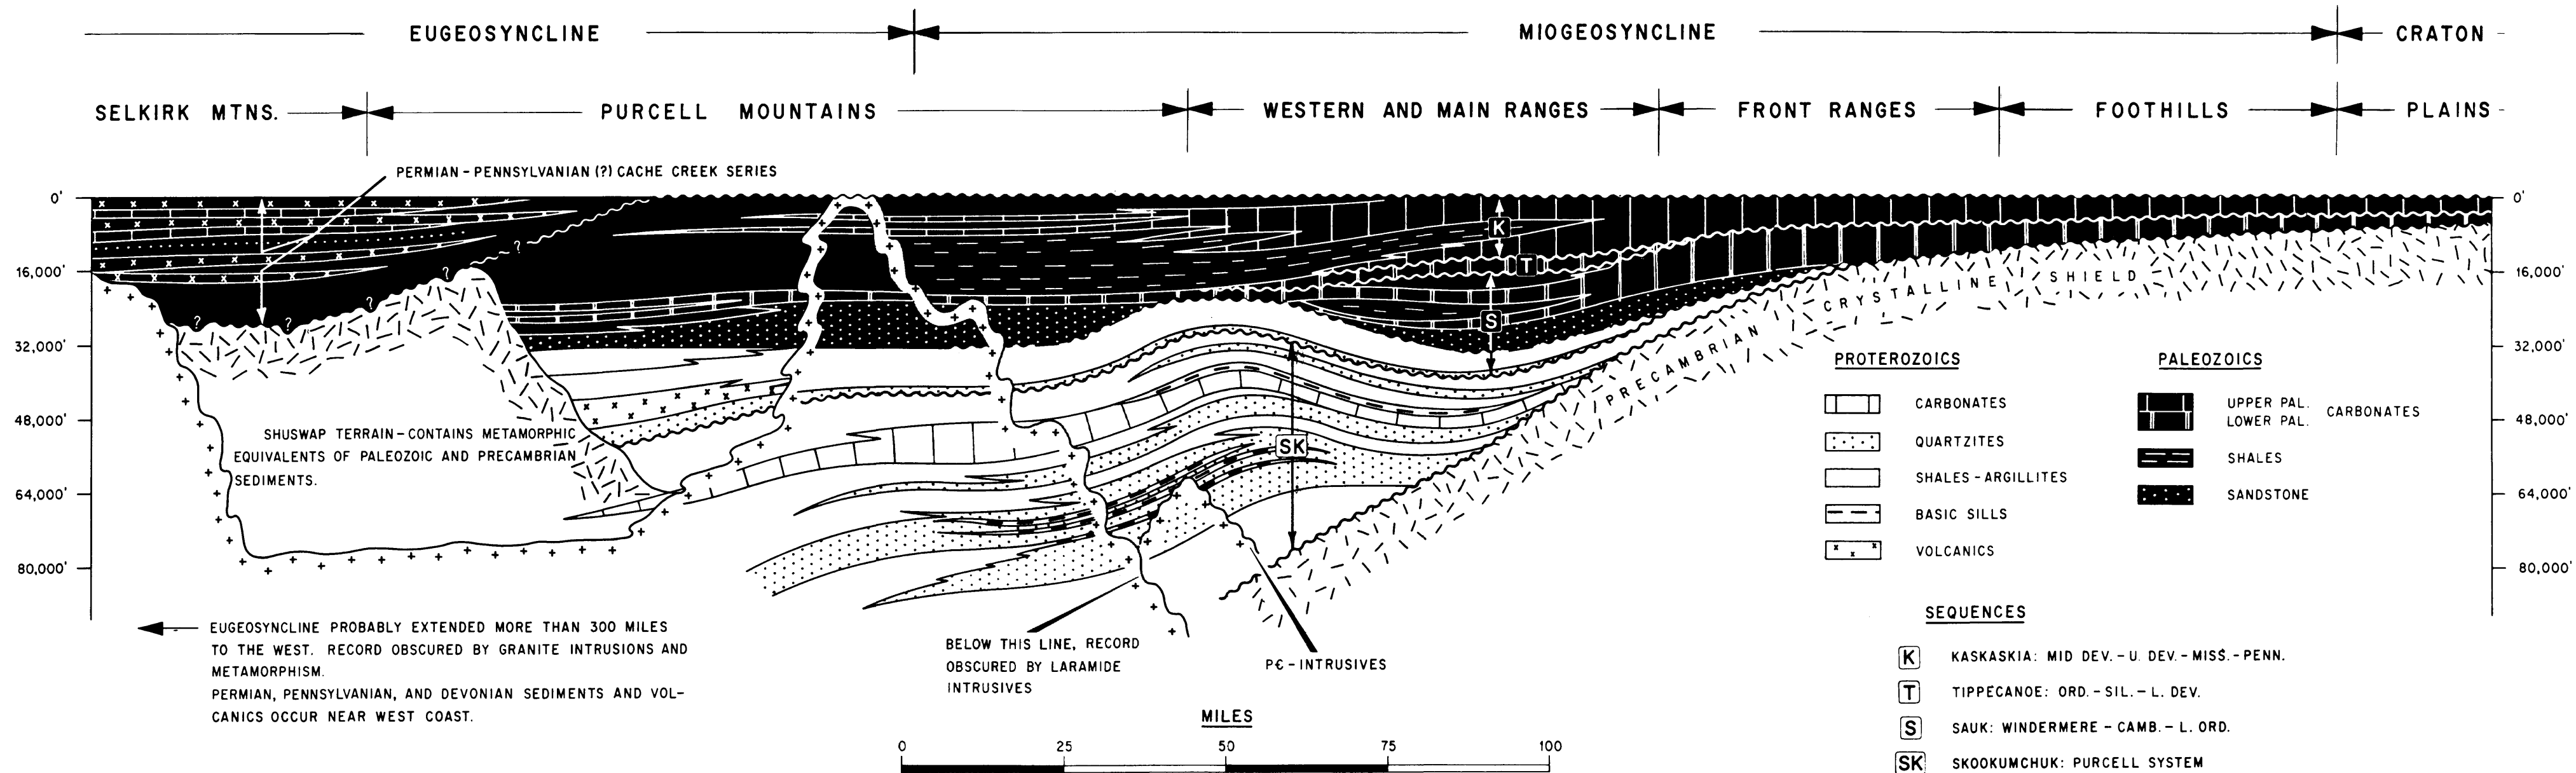 EUGEOSYNCLINE MIOGEOSYNCLINE CRATON
SELKIRK MTNS. PURCELL MOUNTAINS WESTERN AND MAIN RANGES FRONT RANGES FOOTHILLS PLAINS
PERMIAN-PENNSYLVANIAN (?) CACHE CREEK SERIES
0'
16,000'
32,000'
48,000'
64,000'
80,000'
0'
16,000'
32,000'
48,000'
64,000'
80,000'
? ? ? ? ?
K
T
S
SK
PRECAMBRIAN CRYSTALLINE SHIELD
SHUSWAP TERRAIN-CONTAINS METAMORPHIC
EQUIVALENTS OF PALEOZOIC AND PRECAMBRIAN
SEDIMENTS.
EUGEOSYNCLINE PROBABLY EXTENDED MORE THAN 300 MILES
TO THE WEST. RECORD OBSCURED BY GRANITE INTRUSIONS AND
METAMORPHISM.
PERMIAN, PENNSYLVANIAN, AND DEVONIAN SEDIMENTS AND VOL-
CANICS OCCUR NEAR WEST COAST.
BELOW THIS LINE, RECORD
OBSCURED BY LARAMIDE
INTRUSIVES
P€-INTRUSIVES
PROTEROZOICS
CARBONATES
QUARTZITES
SHALES-ARGILLITES
BASIC SILLS
VOLCANICS
PALEOZOICS
UPPER PAL.
LOWER PAL. CARBONATES
SHALES
SANDSTONE
SEQUENCES
K KASKASKIA: MID DEV.-U. DEV.-MISS.-PENN.
T TIPPECANOE: ORD.-SIL.-L. DEV.
S SAUK: WINDERMERE-CAMB.-L. ORD.
SK SKOOKUMCHUK: PURCELL SYSTEM
MILES
0 25 50 75 100